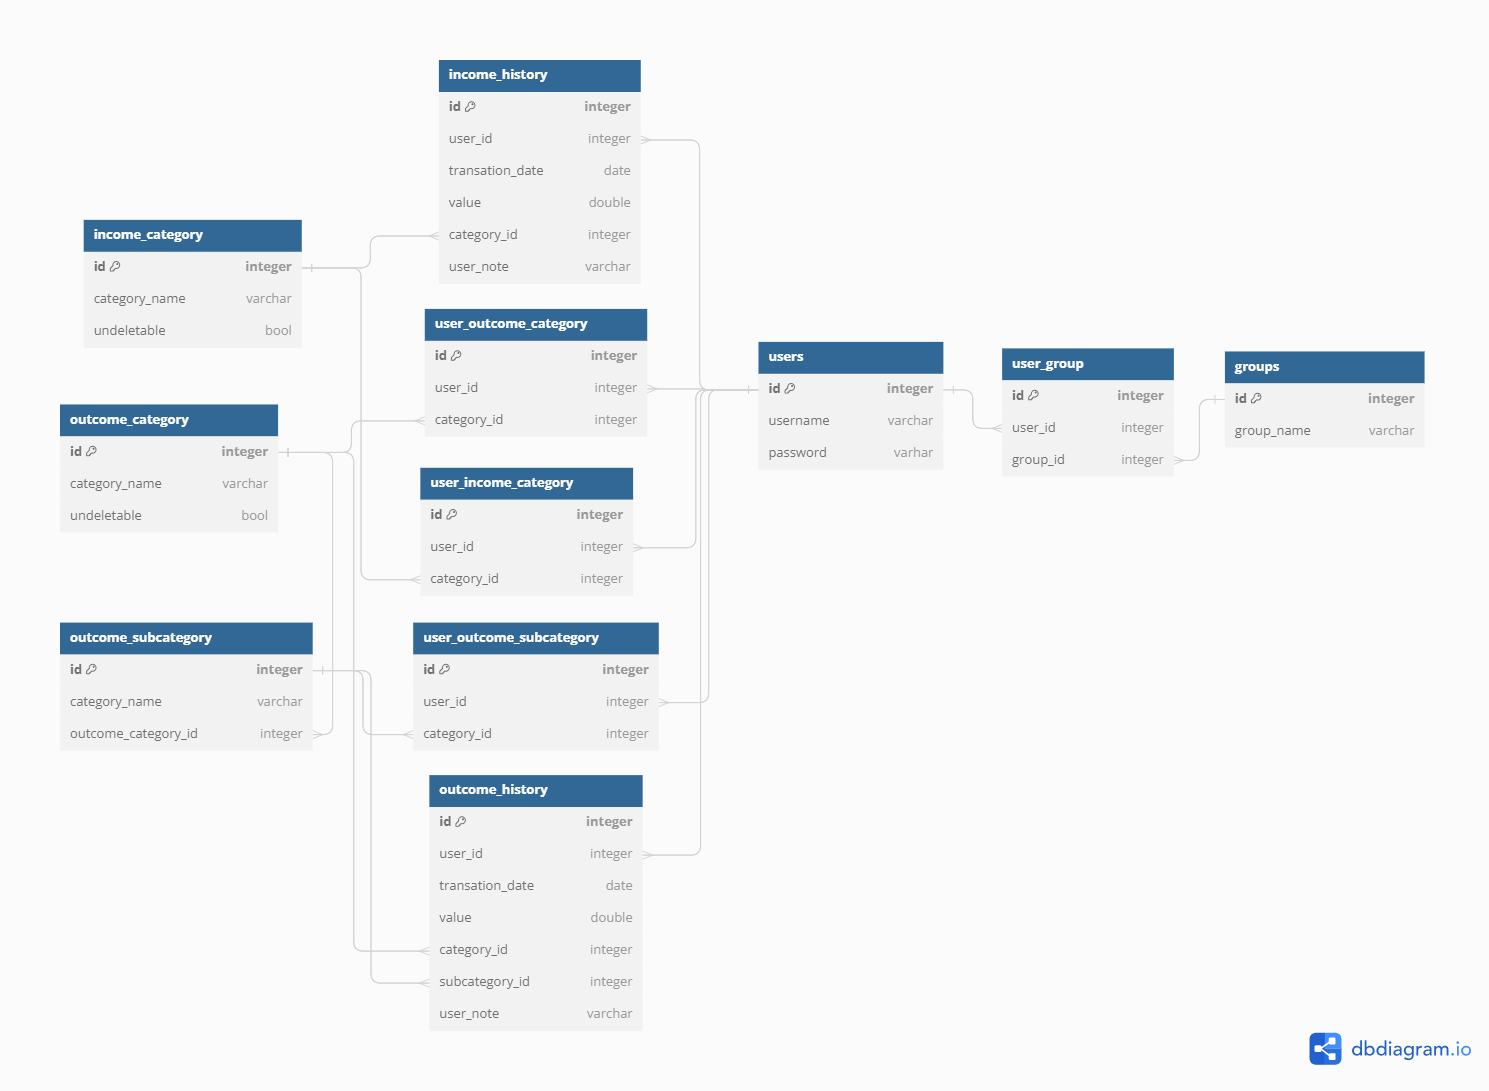 income_history
id integer
user_id integer
transation_date date
value double
category_id integer
user_note varchar
income_category
id integer
category_name varchar
undeletable bool
user_outcome_category
id integer
user_id integer
category_id integer
users
id integer
username varchar
password varhar
user_group
id integer
user_id integer
group_id integer
groups
id integer
group_name varchar
outcome_category
id integer
category_name varchar
undeletable bool
user_income_category
id integer
user_id integer
category_id integer
outcome_subcategory
id integer
category_name varchar
outcome_category_id integer
user_outcome_subcategory
id integer
user_id integer
category_id integer
outcome_history
id integer
user_id integer
transation_date date
value double
category_id integer
subcategory_id integer
user_note varchar
dbdiagram.io